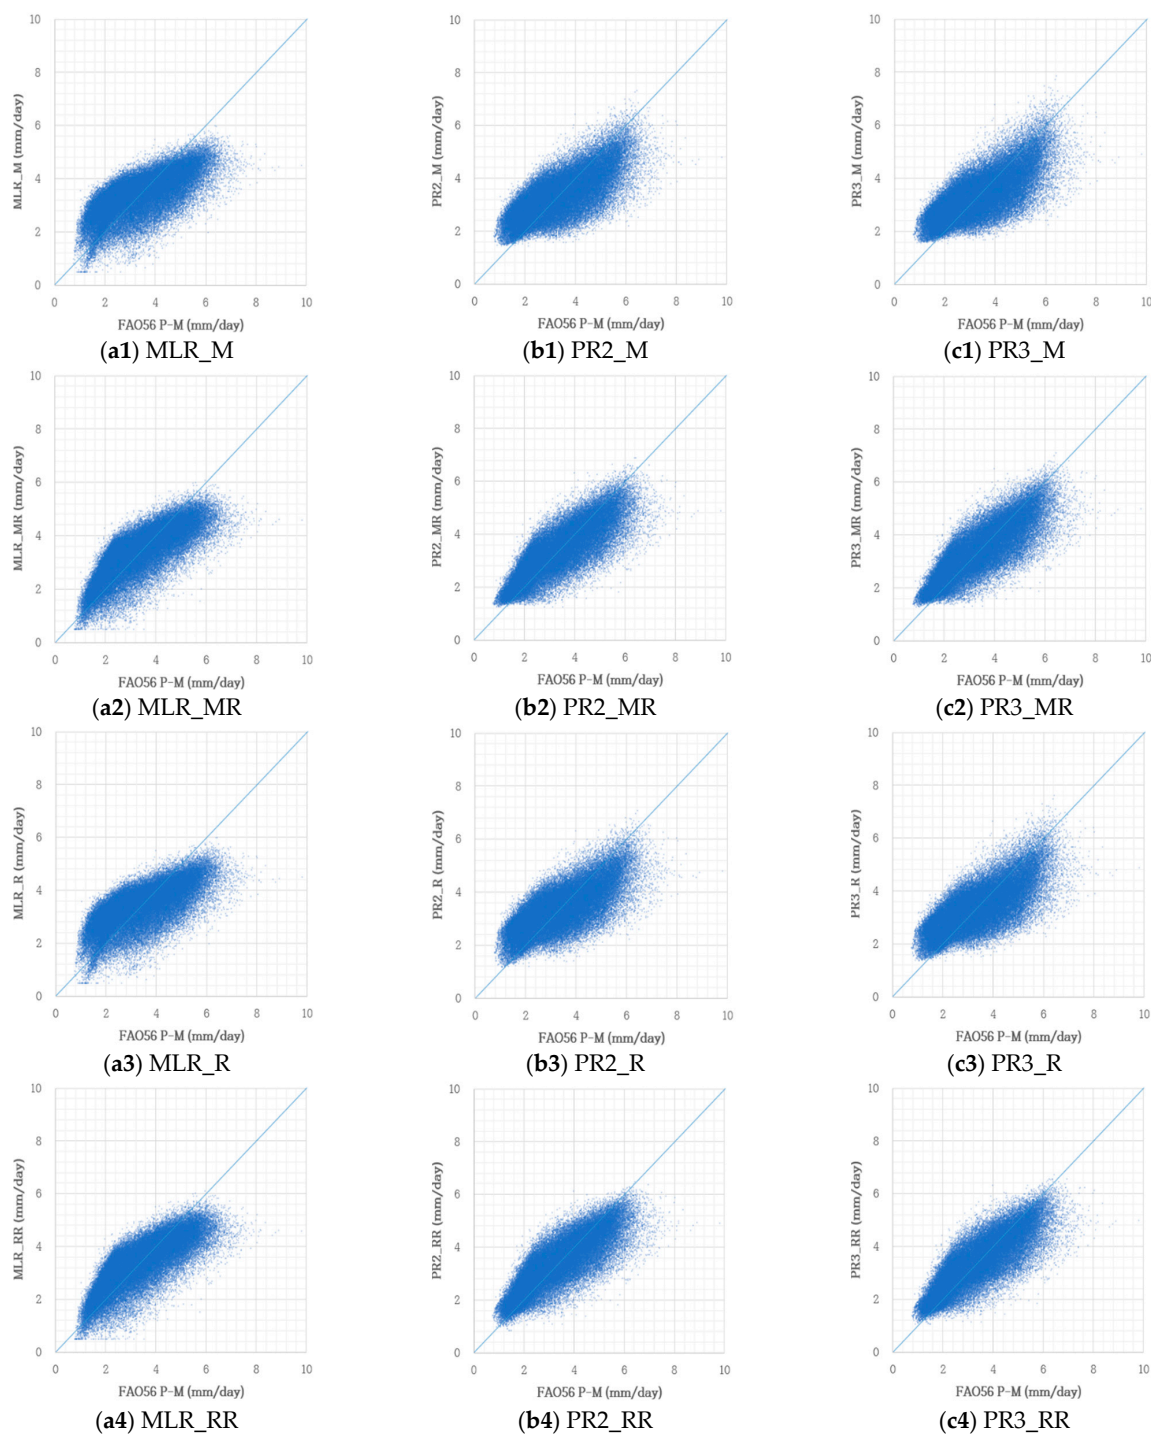 10 10 10
8 8 8
6 6 6
4 4 4
2 2 2
0 0 0
MLR_M (mm/day) PR2_M (mm/day) PR3_M (mm/day)
0 2 4 6 8 10 0 2 4 6 8 10 0 2 4 6 8 10
FAO56 P-M (mm/day) FAO56 P-M (mm/day) FAO56 P-M (mm/day)
(a1) MLR_M (b1) PR2_M (c1) PR3_M
10 10 10
8 8 8
6 6 6
4 4 4
2 2 2
0 0 0
MLR_MR (mm/day) PR2_MR (mm/day) PR3_MR (mm/day)
0 2 4 6 8 10 0 2 4 6 8 10 0 2 4 6 8 10
FAO56 P-M (mm/day) FAO56 P-M (mm/day) FAO56 P-M (mm/day)
(a2) MLR_MR (b2) PR2_MR (c2) PR3_MR
10 10 10
8 8 8
6 6 6
4 4 4
2 2 2
0 0 0
MLR_R (mm/day) PR2_R (mm/day) PR3_R (mm/day)
0 2 4 6 8 10 0 2 4 6 8 10 0 2 4 6 8 10
FAO56 P-M (mm/day) FAO56 P-M (mm/day) FAO56 P-M (mm/day)
(a3) MLR_R (b3) PR2_R (c3) PR3_R
10 10 10
8 8 8
6 6 6
4 4 4
2 2 2
0 0 0
MLR_RR (mm/day) PR2_RR (mm/day) PR3_RR (mm/day)
0 2 4 6 8 10 0 2 4 6 8 10 0 2 4 6 8 10
FAO56 P-M (mm/day) FAO56 P-M (mm/day) FAO56 P-M (mm/day)
(a4) MLR_RR (b4) PR2_RR (c4) PR3_RR